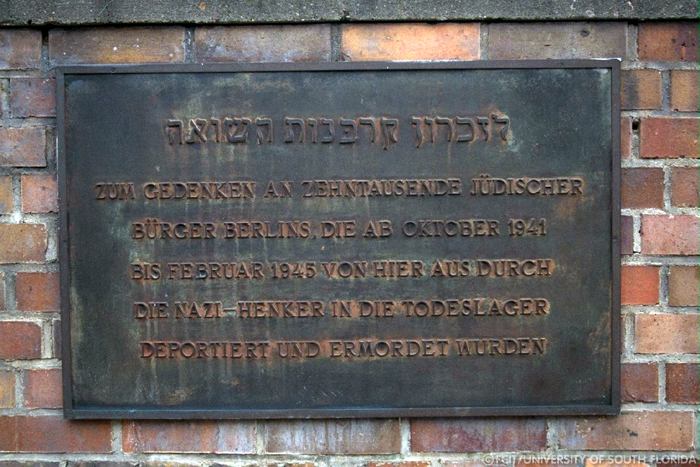 לזכרון קרבנות השואה
ZUM GEDENKEN AN ZEHNTAUSENDE JÜDISCHER
BÜRGER BERLINS, DIE AB OKTOBER 1941
BIS FEBRUAR 1945 VON HIER AUS DURCH
DIE NAZI-HENKER IN DIE TODESLAGER
DEPORTIERT UND ERMORDET WURDEN
© FCIT/UNIVERSITY OF SOUTH FLORIDA